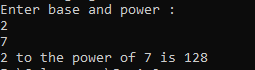 Enter base and power :
2
7
2 to the power of 7 is 128